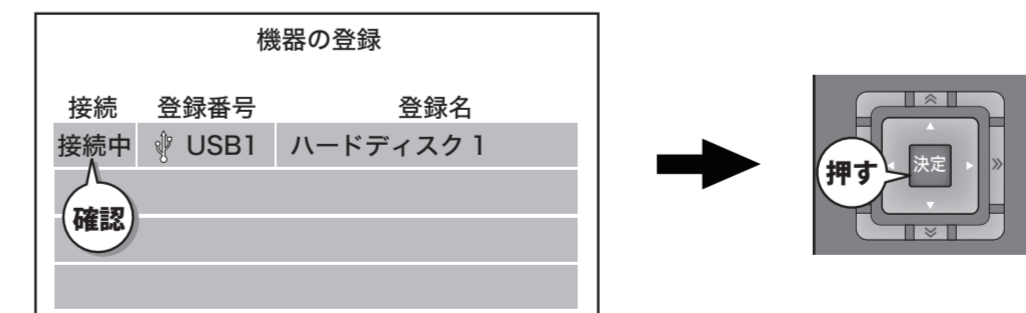 機器の登録
接続 登録番号 登録名
接続中 USB1 ハードディスク 1
確認
決定
押す